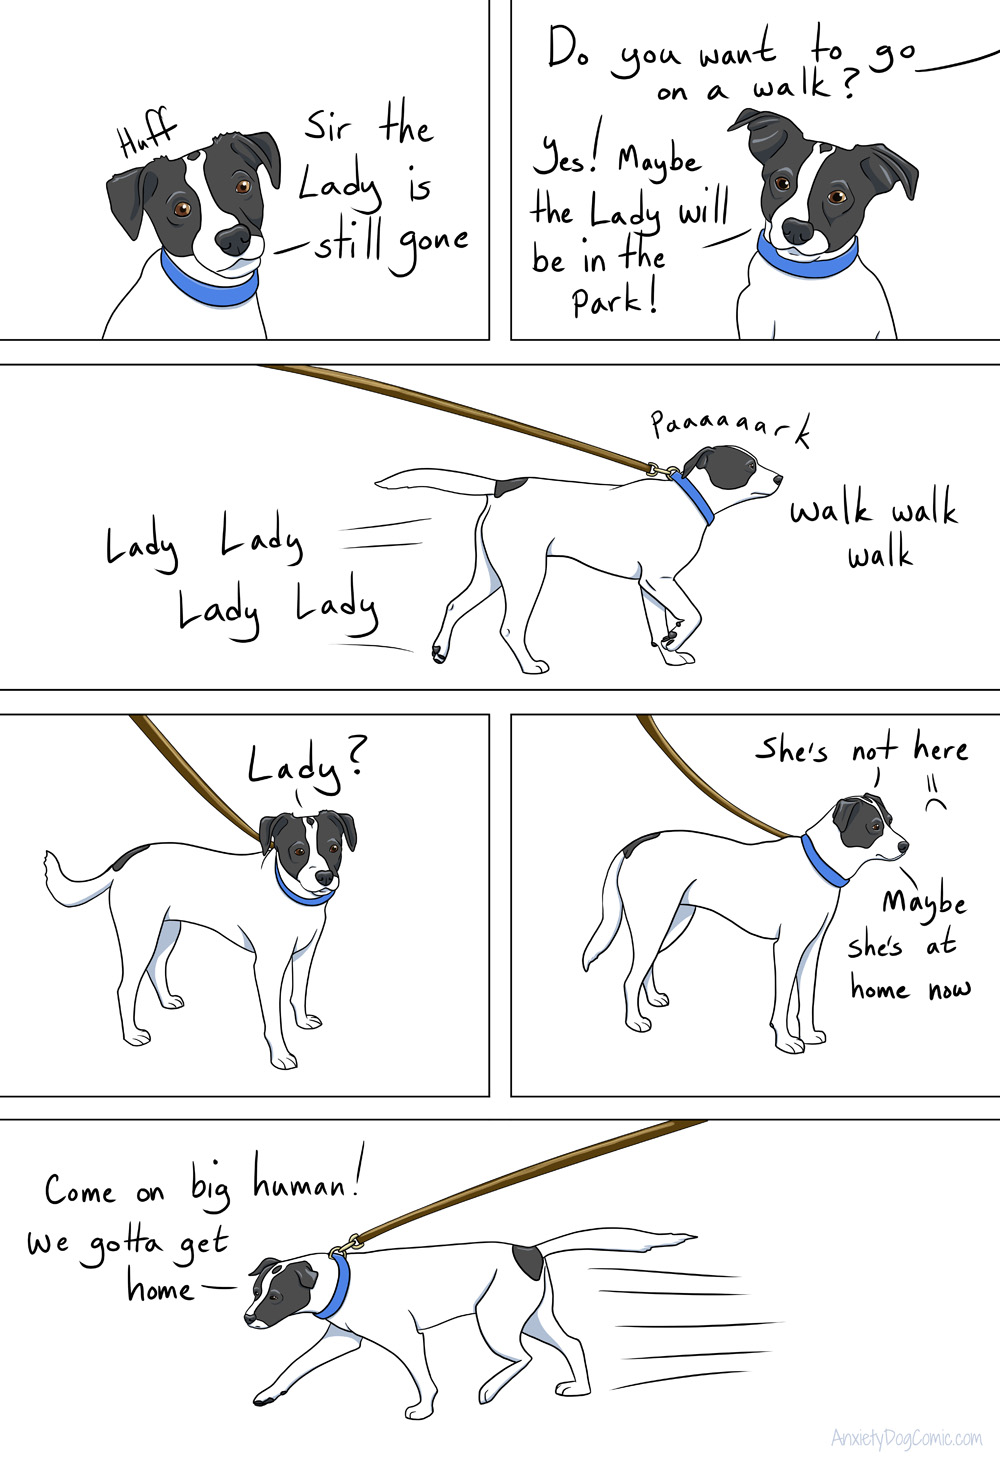 Huff
Sir the
Lady is
still gone
Do you want to go
on a walk?
Yes! Maybe
the Lady will
be in the
Park!
Paaaaaark
walk walk
walk
Lady Lady
Lady Lady
Lady?
She's not here
=(
Maybe
she's at
home now
Come on big human!
We gotta get
home
AnxietyDogComic.com